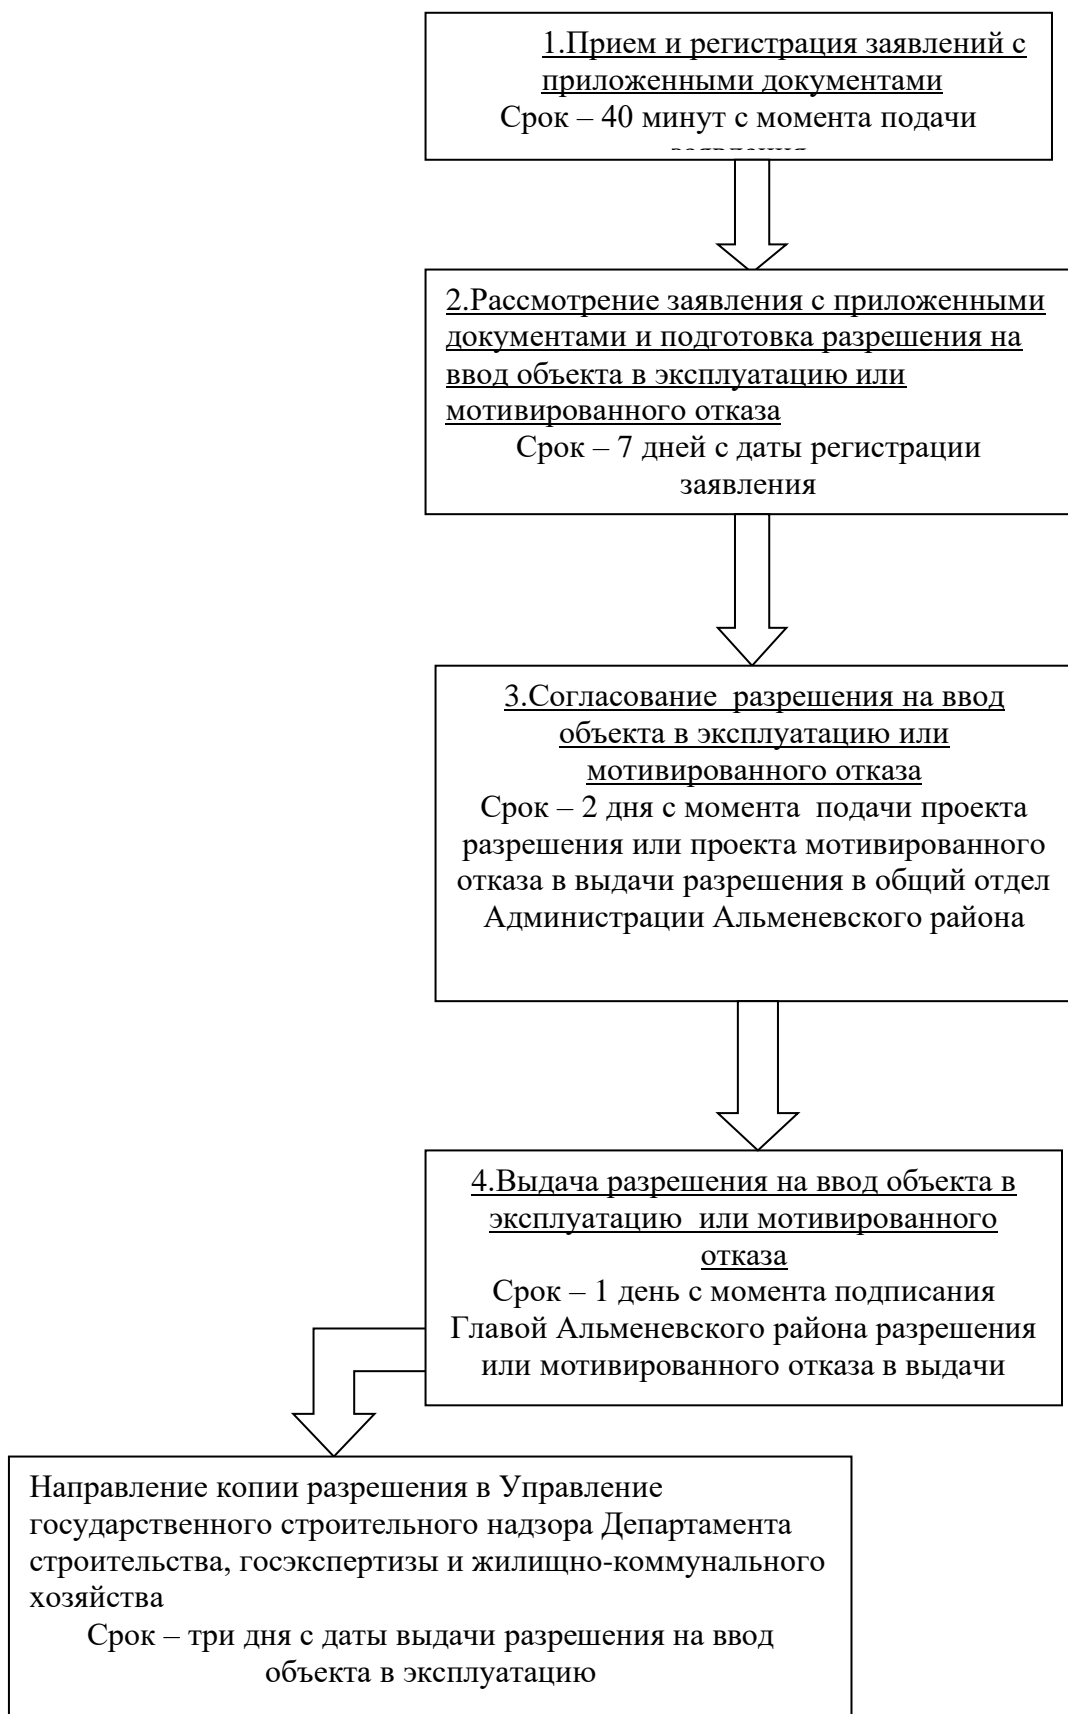 1.Прием и регистрация заявлений с
приложенными документами
Срок – 40 минут с момента подачи
заявления
2.Рассмотрение заявления с приложенными
документами и подготовка разрешения на
ввод объекта в эксплуатацию или
мотивированного отказа
Срок – 7 дней с даты регистрации
заявления
3.Согласование  разрешения на ввод
объекта в эксплуатацию или
мотивированного отказа
Срок – 2 дня с момента  подачи проекта
разрешения или проекта мотивированного
отказа в выдачи разрешения в общий отдел
Администрации Альменевского района
4.Выдача разрешения на ввод объекта в
эксплуатацию  или мотивированного
отказа
Срок – 1 день с момента подписания
Главой Альменевского района разрешения
или мотивированного отказа в выдачи
Направление копии разрешения в Управление
государственного строительного надзора Департамента
строительства, госэкспертизы и жилищно-коммунального
хозяйства
Срок – три дня с даты выдачи разрешения на ввод
объекта в эксплуатацию